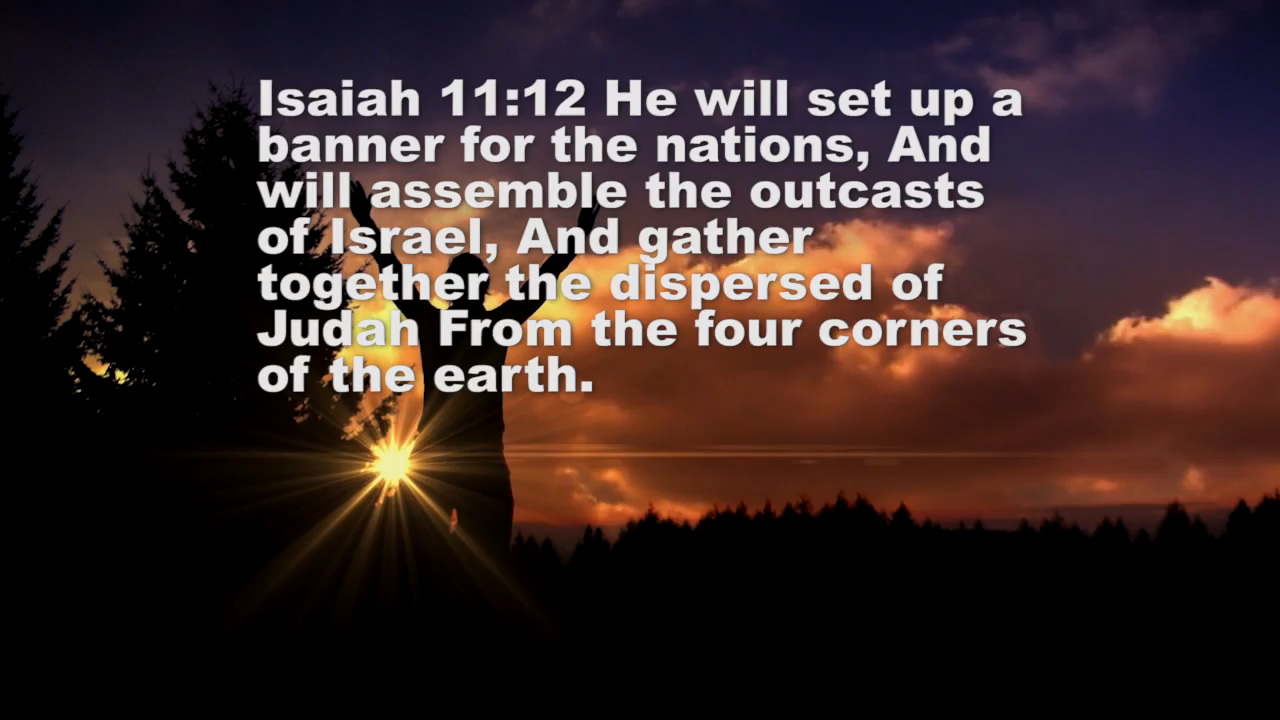 Isaiah 11:12 He will set up a
banner for the nations, And
will assemble the outcasts
of Israel, And gather
together the dispersed of
Judah From the four corners
of the earth.